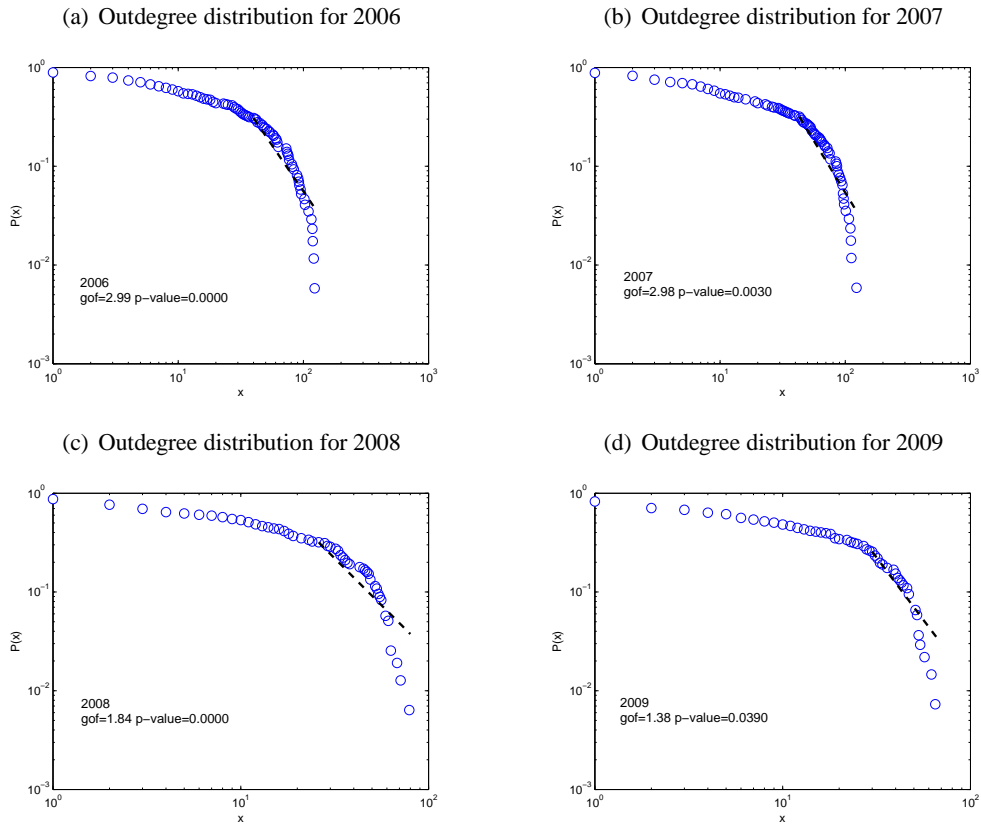 (a) Outdegree distribution for 2006
10^0
10^-1
10^-2
10^-3
P(x)
2006
gof=2.99 p-value=0.0000
10^0 10^1 10^2 10^3
x
(b) Outdegree distribution for 2007
10^0
10^-1
10^-2
10^-3
P(x)
2007
gof=2.98 p-value=0.0030
10^0 10^1 10^2 10^3
x
(c) Outdegree distribution for 2008
10^0
10^-1
10^-2
10^-3
P(x)
2008
gof=1.84 p-value=0.0000
10^0 10^1 10^2
x
(d) Outdegree distribution for 2009
10^0
10^-1
10^-2
10^-3
P(x)
2009
gof=1.38 p-value=0.0390
10^0 10^1 10^2
x